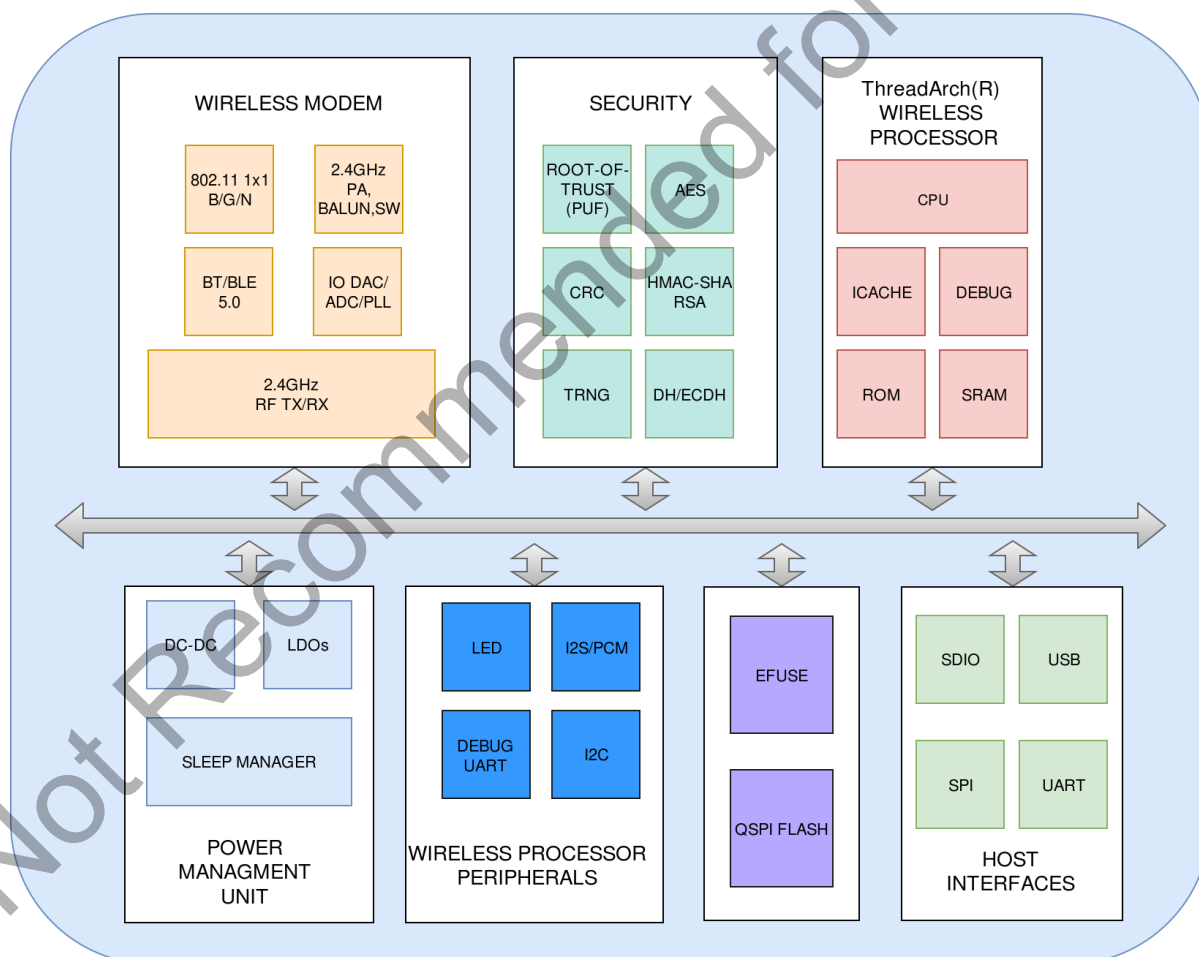 WIRELESS MODEM
802.11 1x1
B/G/N
2.4GHz
PA,
BALUN,SW
BT/BLE
5.0
IO DAC/
ADC/PLL
2.4GHz
RF TX/RX
SECURITY
ROOT-OF-
TRUST
(PUF)
AES
CRC
HMAC-SHA
RSA
TRNG
DH/ECDH
ThreadArch(R)
WIRELESS
PROCESSOR
CPU
ICACHE
DEBUG
ROM
SRAM
DC-DC
LDOs
SLEEP MANAGER
POWER
MANAGMENT
UNIT
LED
I2S/PCM
DEBUG
UART
I2C
WIRELESS PROCESSOR
PERIPHERALS
EFUSE
QSPI FLASH
SDIO
USB
SPI
UART
HOST
INTERFACES
Not Recommended for